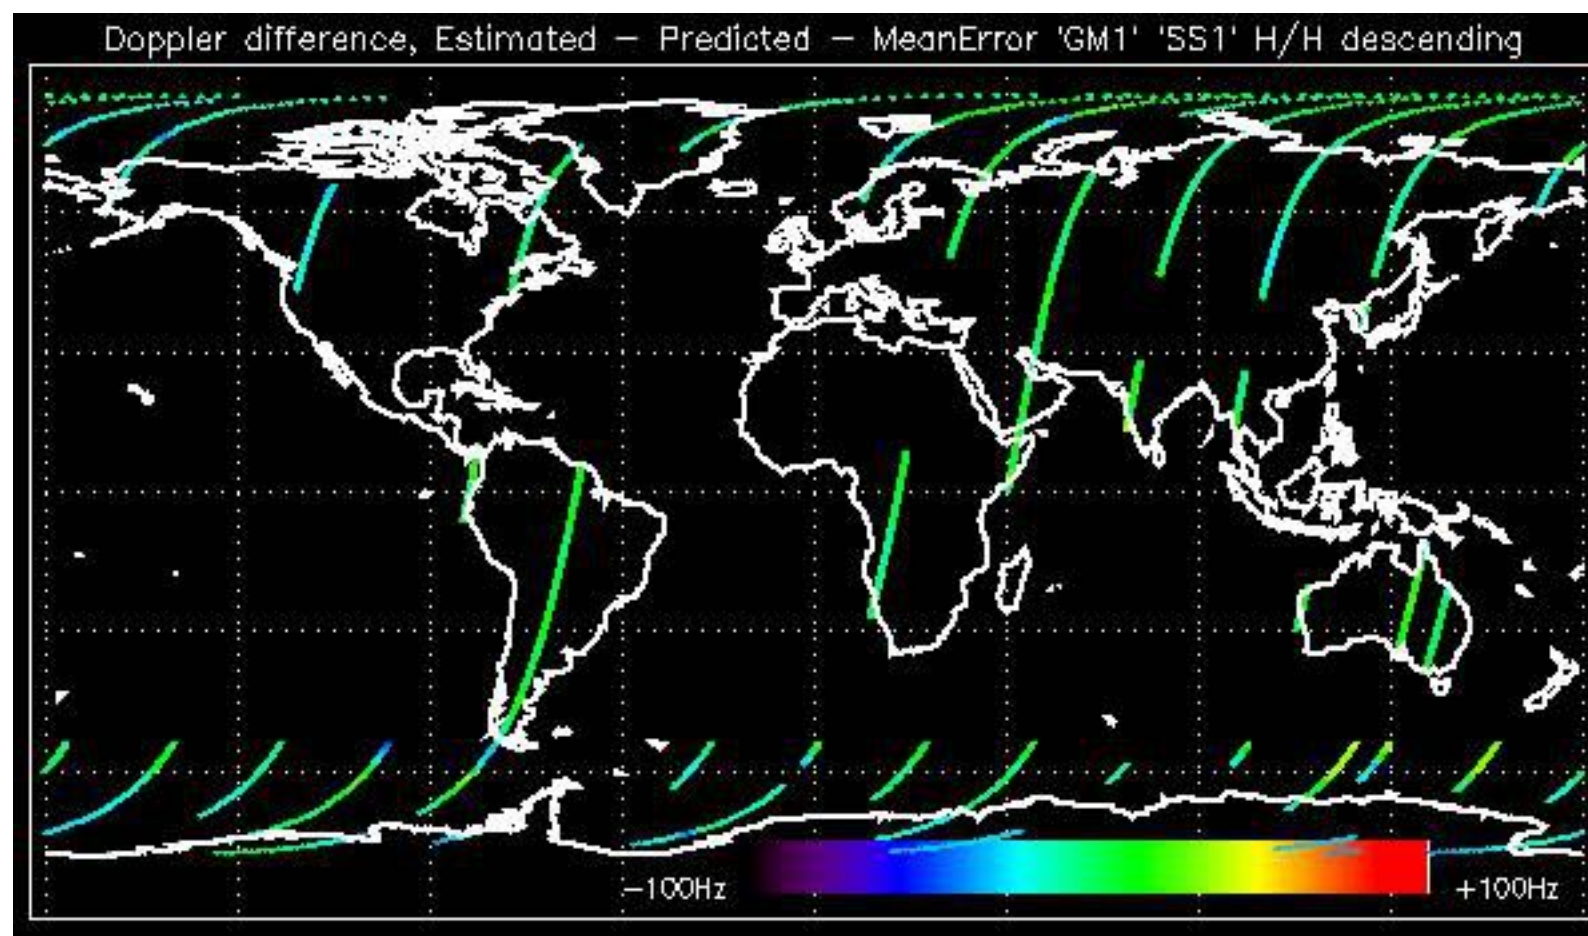 Doppler difference, Estimated – Predicted – MeanError 'GM1' 'SS1' H/H descending
–100Hz +100Hz